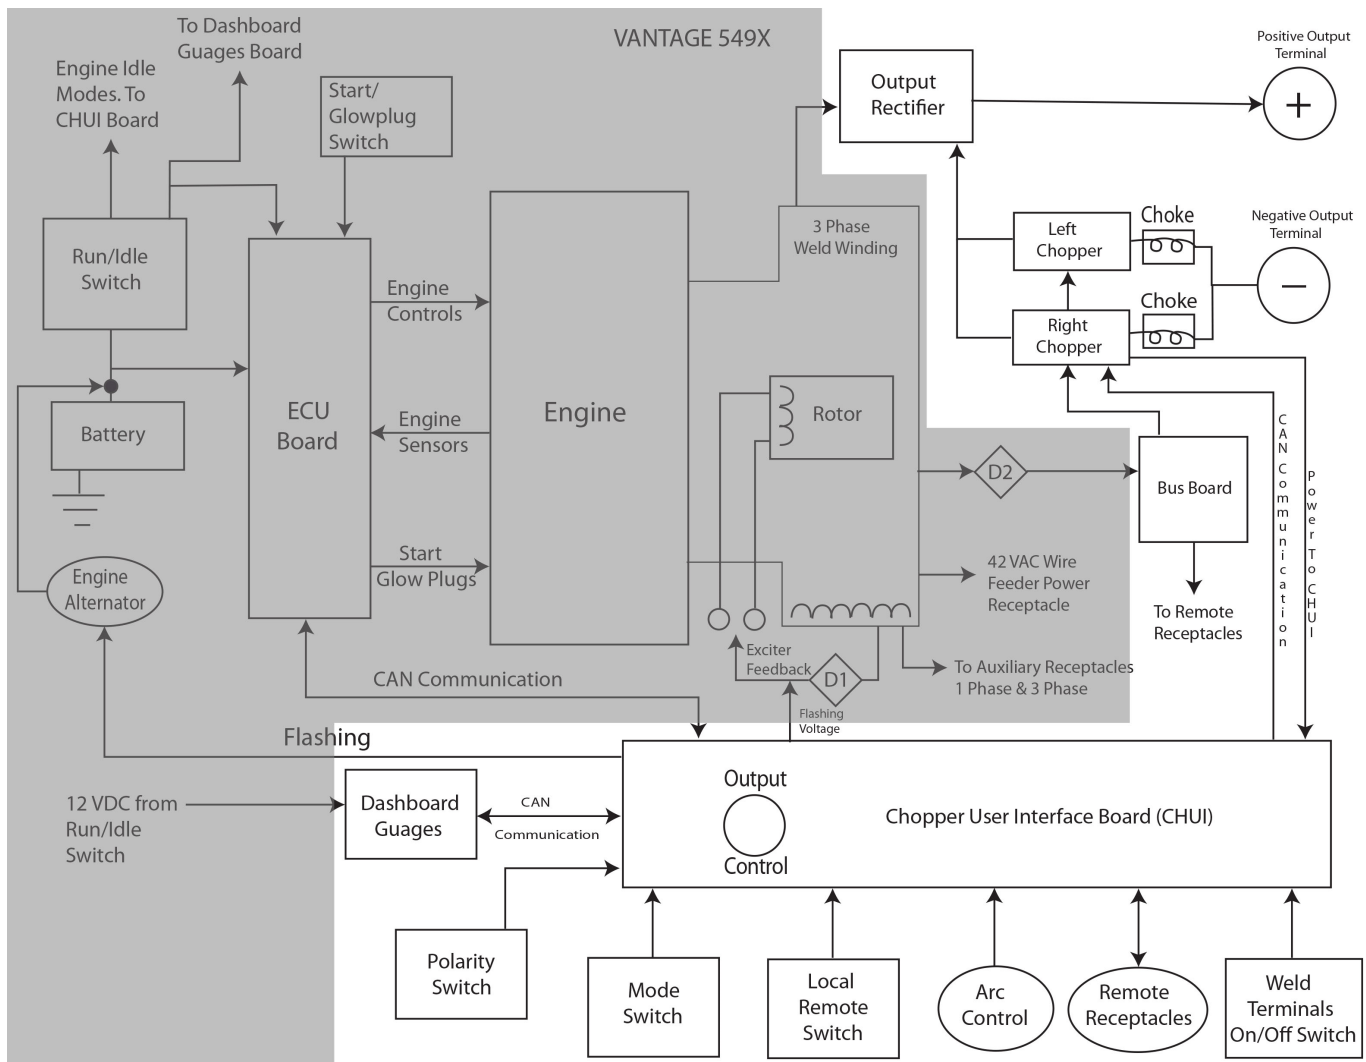 To Dashboard
Guages Board
VANTAGE 549X
Positive Output
Terminal
Engine Idle
Modes. To
CHUI Board
Start/
Glowplug
Switch
Output
Rectifier
+
3 Phase
Weld Winding
Left
Chopper
Choke
Negative Output
Terminal
Run/Idle
Switch
Engine
Controls
Right
Chopper
Choke
−
ECU
Board
Engine
Rotor
Battery
Engine
Sensors
D2
Bus Board
CAN Communication
Power To CHUI
Start
Glow Plugs
Engine
Alternator
42 VAC Wire
Feeder Power
Receptacle
To Remote
Receptacles
Exciter
Feedback
D1
To Auxiliary Receptacles
1 Phase & 3 Phase
CAN Communication
Flashing
Voltage
Flashing
12 VDC from
Run/Idle
Switch
Dashboard
Guages
CAN
Communication
Output
Control
Chopper User Interface Board (CHUI)
Polarity
Switch
Mode
Switch
Local
Remote
Switch
Arc
Control
Remote
Receptacles
Weld
Terminals
On/Off Switch